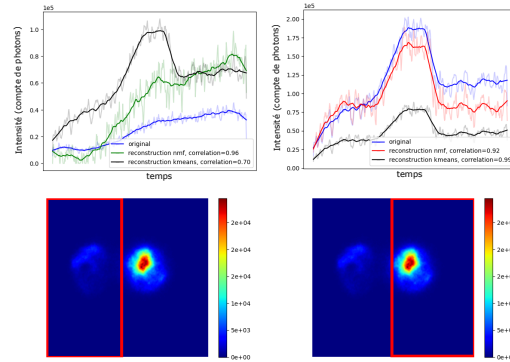 1e5
Intensité (compte de photons)
1.0
0.8
0.6
0.4
0.2
0.0
original
reconstruction nmf, correlation=0.96
reconstruction kmeans, correlation=0.70
temps
1e5
Intensité (compte de photons)
2.00
1.75
1.50
1.25
1.00
0.75
0.50
0.25
0.00
original
reconstruction nmf, correlation=0.92
reconstruction kmeans, correlation=0.99
temps
2e+04
2e+04
1e+04
5e+03
0e+00
2e+04
2e+04
1e+04
5e+03
0e+00